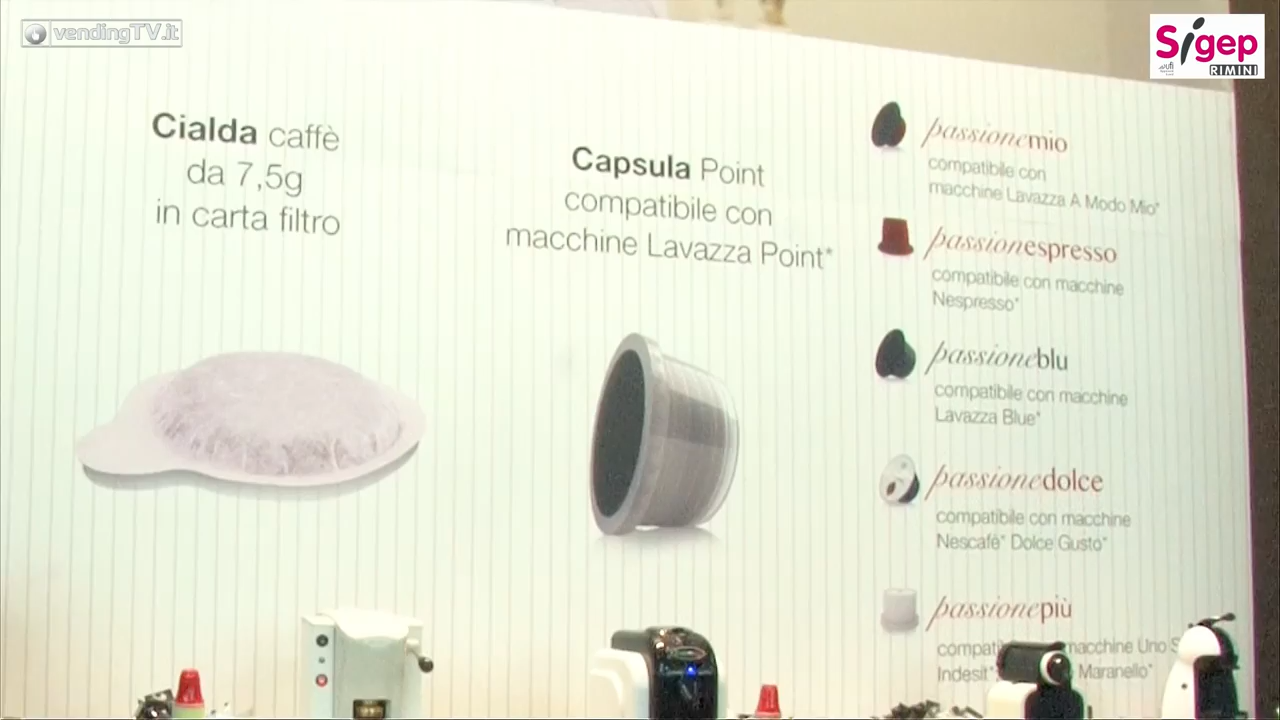 vendingTV.it
Sigep
RIMINI
Cialda caffè
da 7,5g
in carta filtro
Capsula Point
compatibile con
macchine Lavazza Point*
passionemio
compatibile con
macchine Lavazza A Modo Mio*
passionespresso
compatibile con macchine
Nespresso*
passioneblu
compatibile con macchine
Lavazza Blue*
passionedolce
compatibile con macchine
Nescafè* Dolce Gusto*
passionepiù
macchine Uno
Indesit* Maranello*